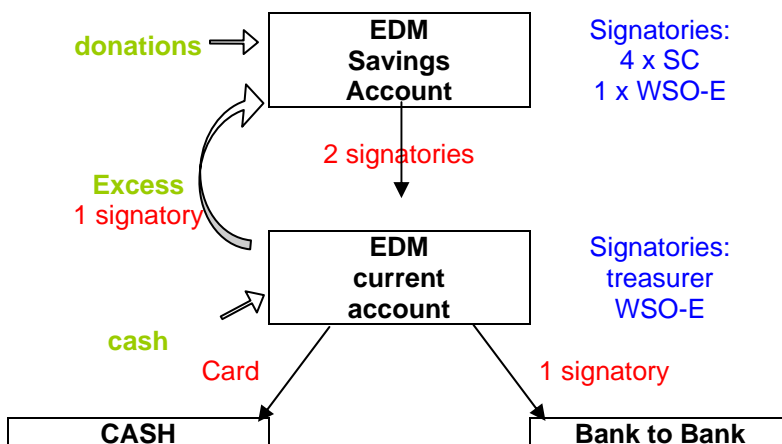 donations
EDM
Savings
Account
Signatories:
4 x SC
1 x WSO-E
2 signatories
Excess
1 signatory
EDM
current
account
Signatories:
treasurer
WSO-E
cash
Card
1 signatory
CASH
Bank to Bank